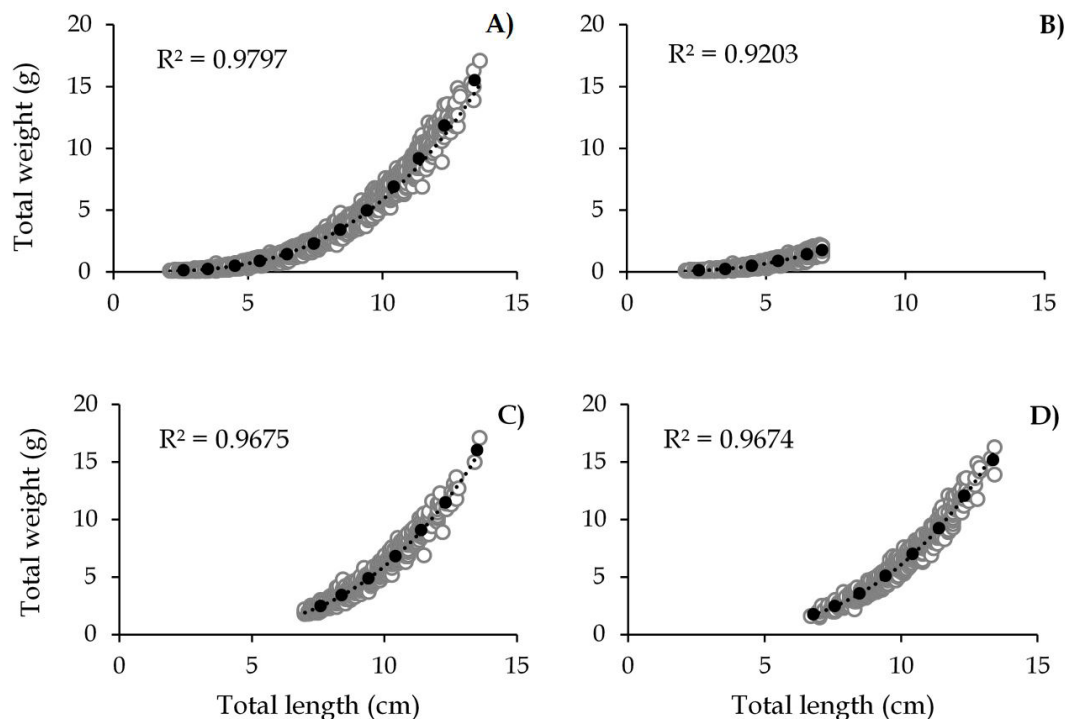 A)
R² = 0.9797
Total weight (g)
20
15
10
5
0
0 5 10 15
B)
R² = 0.9203
20
15
10
5
0
0 5 10 15
C)
R² = 0.9675
Total weight (g)
20
15
10
5
0
0 5 10 15
Total length (cm)
D)
R² = 0.9674
20
15
10
5
0
0 5 10 15
Total length (cm)